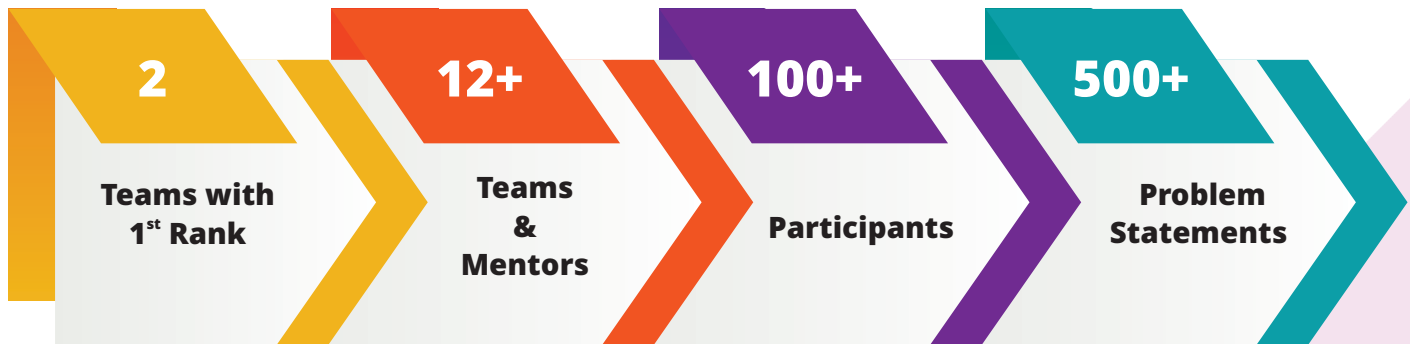 2
Teams with
1st Rank
12+
Teams
&
Mentors
100+
Participants
500+
Problem
Statements